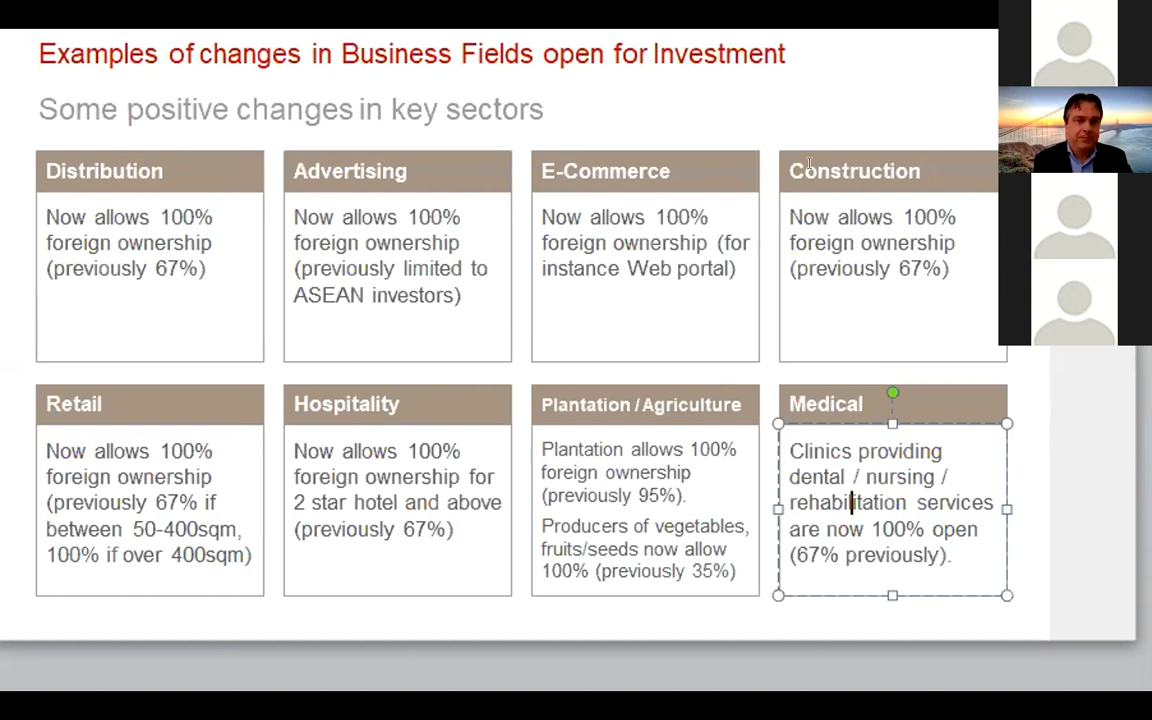 Examples of changes in Business Fields open for Investment
Some positive changes in key sectors
Distribution
Now allows 100%
foreign ownership
(previously 67%)
Advertising
Now allows 100%
foreign ownership
(previously limited to
ASEAN investors)
E-Commerce
Now allows 100%
foreign ownership (for
instance Web portal)
Construction
Now allows 100%
foreign ownership
(previously 67%)
Retail
Now allows 100%
foreign ownership
(previously 67% if
between 50-400sqm,
100% if over 400sqm)
Hospitality
Now allows 100%
foreign ownership for
2 star hotel and above
(previously 67%)
Plantation / Agriculture
Plantation allows 100%
foreign ownership
(previously 95%).
Producers of vegetables,
fruits/seeds now allow
100% (previously 35%)
Medical
Clinics providing
dental / nursing /
rehabilitation services
are now 100% open
(67% previously).